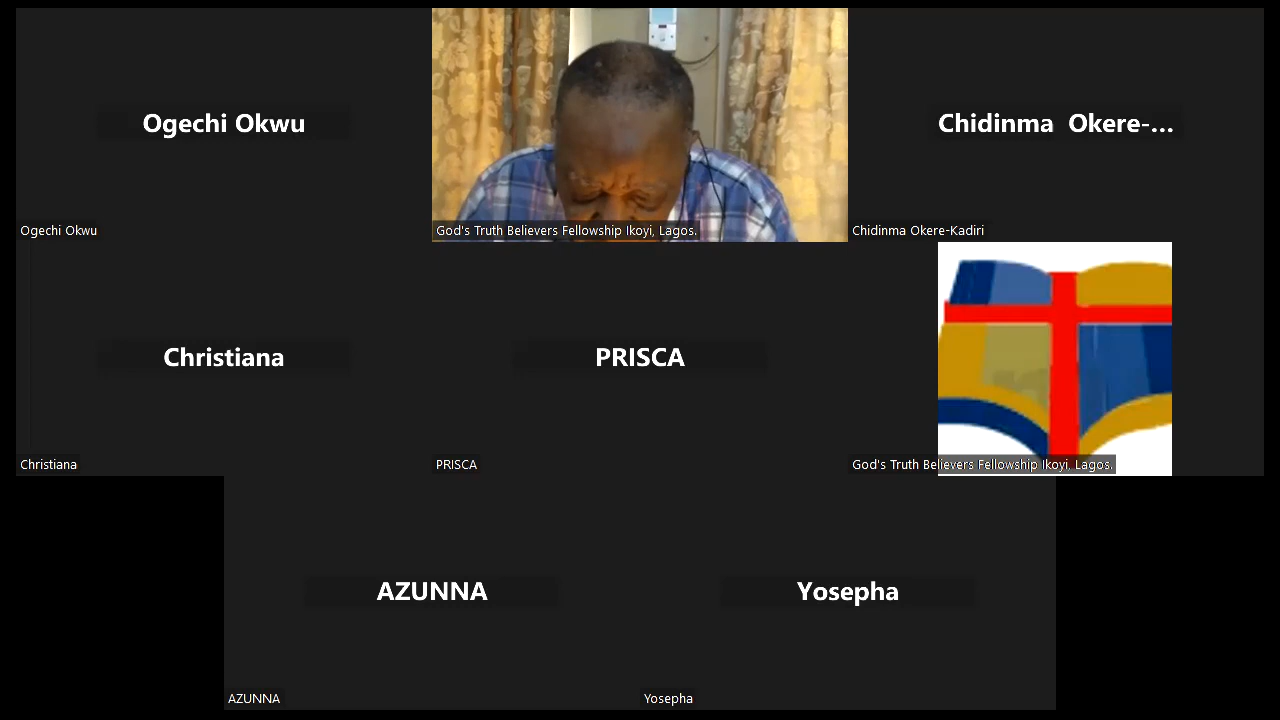 Ogechi Okwu
Ogechi Okwu
God's Truth Believers Fellowship Ikoyi, Lagos.
Chidinma Okere-...
Chidinma Okere-Kadiri
Christiana
Christiana
PRISCA
PRISCA
God's Truth Believers Fellowship Ikoyi, Lagos.
AZUNNA
AZUNNA
Yosepha
Yosepha